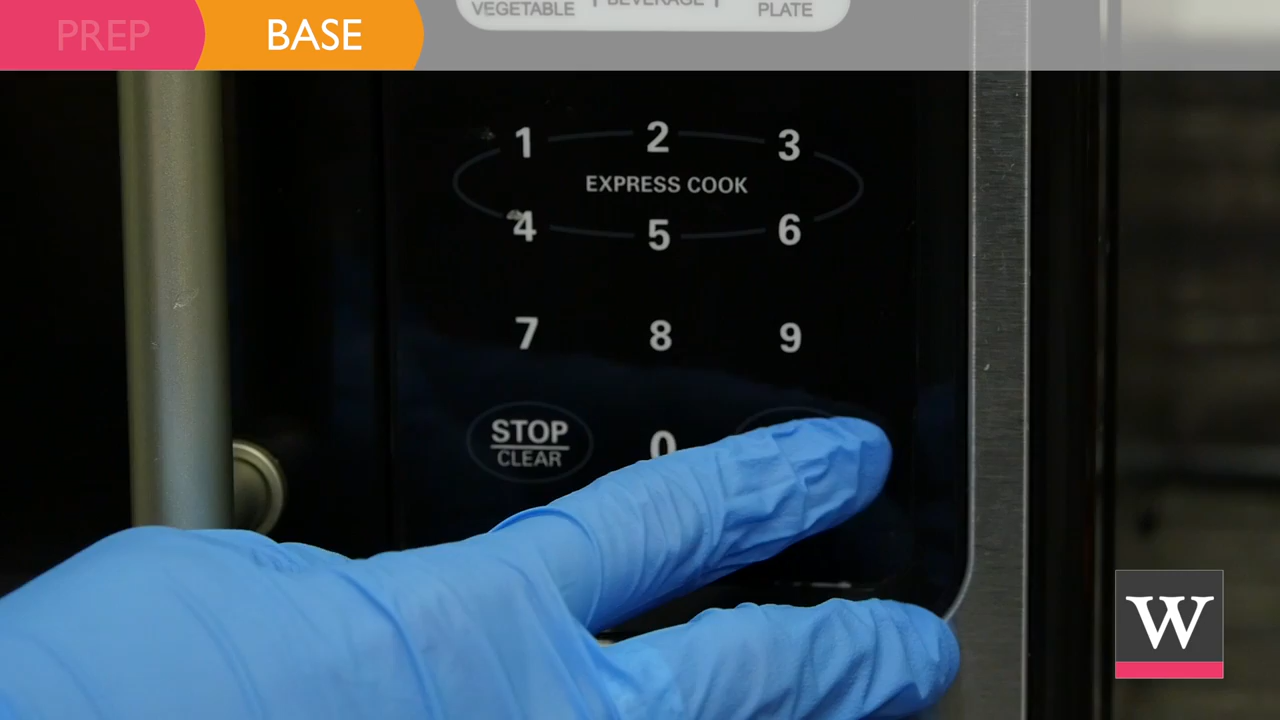 PREP BASE
VEGETABLE BEVERAGE PLATE
1 2 3
EXPRESS COOK
4 5 6
7 8 9
STOP 0
CLEAR
W